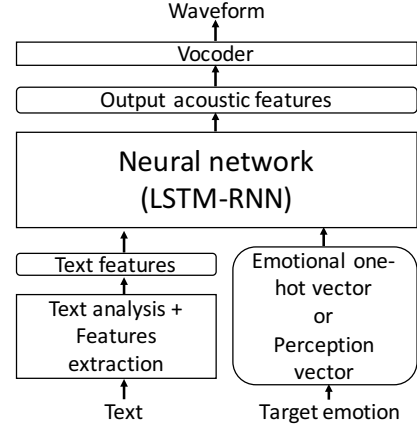 Waveform
Vocoder
Output acoustic features
Neural network
(LSTM-RNN)
Text features
Text analysis +
Features
extraction
Text
Emotional one-
hot vector
or
Perception
vector
Target emotion